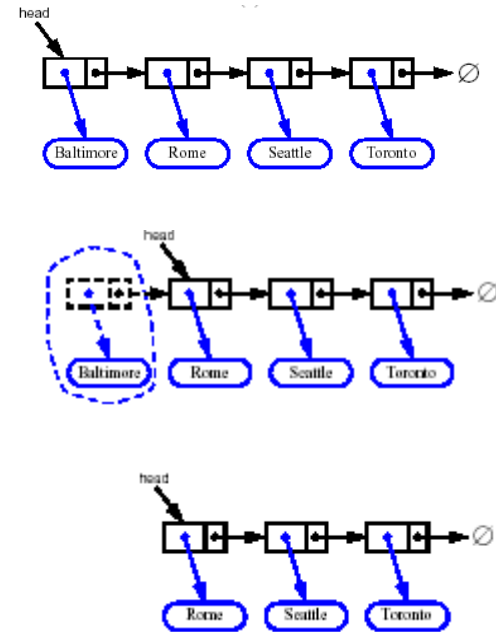 head
Baltimore Rome Seattle Toronto ∅
head
Baltimore Rome Seattle Toronto ∅
head
Rome Seattle Toronto ∅